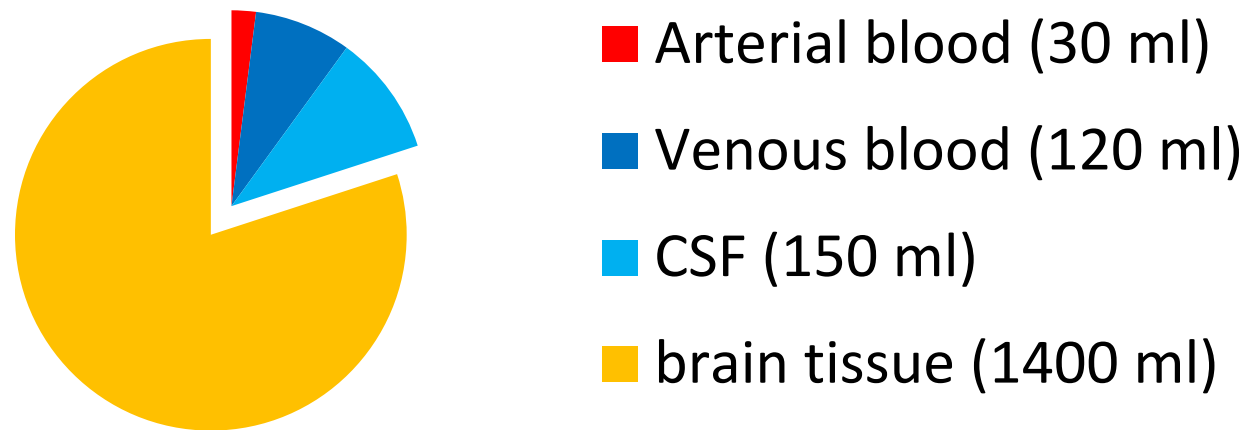 Arterial blood (30 ml)
Venous blood (120 ml)
CSF (150 ml)
brain tissue (1400 ml)